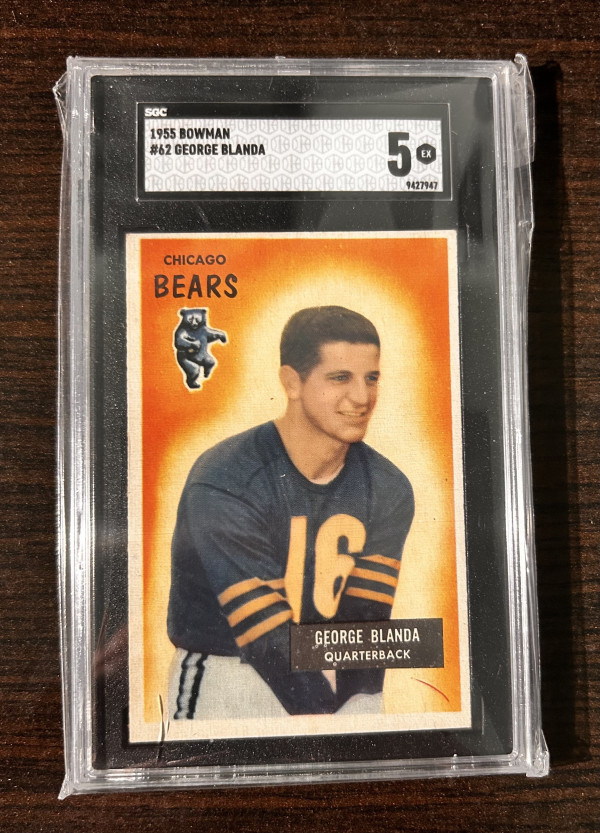 SGC
1955 BOWMAN
#62 GEORGE BLANDA
5 EX
9427947
CHICAGO
BEARS
16
GEORGE BLANDA
QUARTERBACK